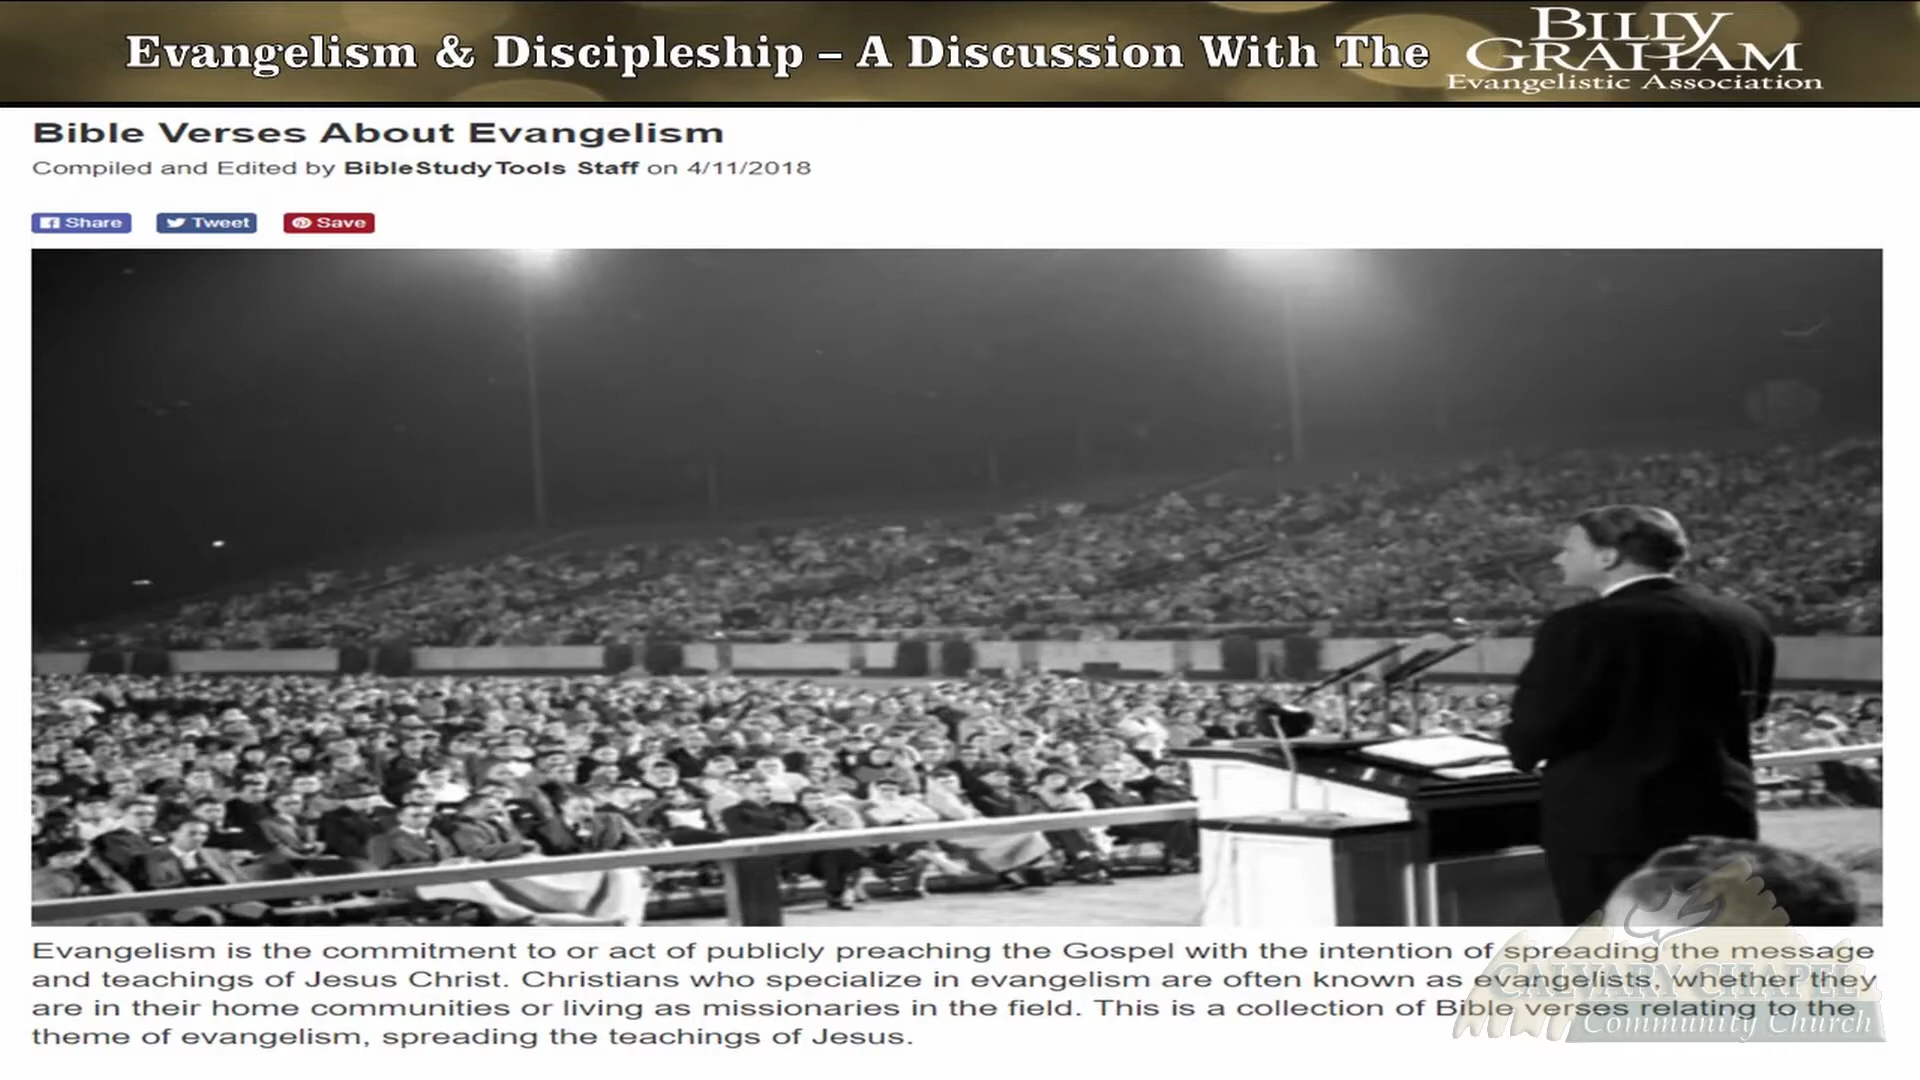 Evangelism & Discipleship – A Discussion With The
BILLY
GRAHAM
Evangelistic Association
Bible Verses About Evangelism
Compiled and Edited by BibleStudyTools Staff on 4/11/2018
Share Tweet Save
Evangelism is the commitment to or act of publicly preaching the Gospel with the intention of spreading the message
and teachings of Jesus Christ. Christians who specialize in evangelism are often known as evangelists, whether they
are in their home communities or living as missionaries in the field. This is a collection of Bible verses relating to the
theme of evangelism, spreading the teachings of Jesus.
CALVARY CHAPEL
Community Church